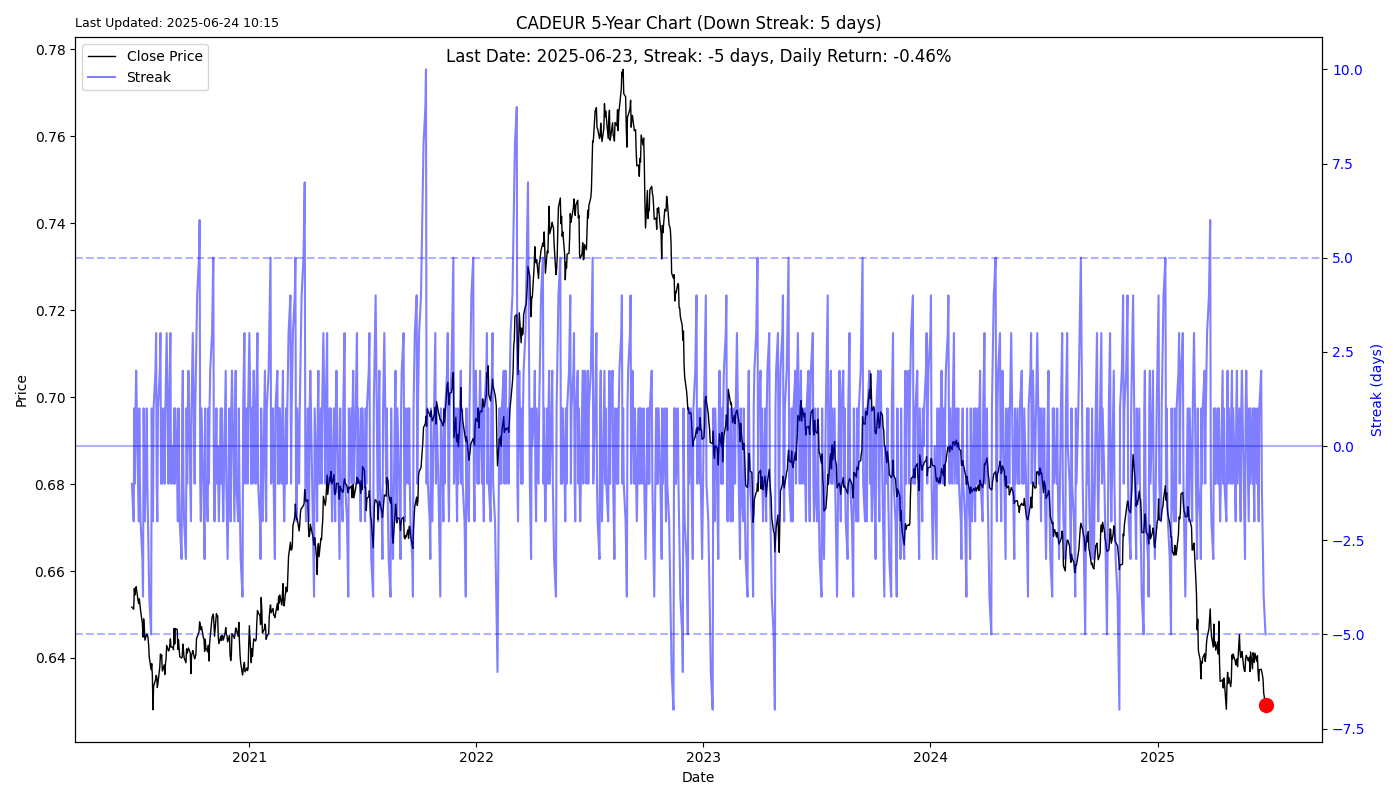 Last Updated: 2025-06-24 10:15
CADEUR 5-Year Chart (Down Streak: 5 days)
Last Date: 2025-06-23, Streak: -5 days, Daily Return: -0.46%
Close Price
Streak
Price
0.78
0.76
0.74
0.72
0.70
0.68
0.66
0.64
10.0
7.5
5.0
2.5
0.0
−2.5
−5.0
−7.5
Streak (days)
2021
2022
2023
2024
2025
Date